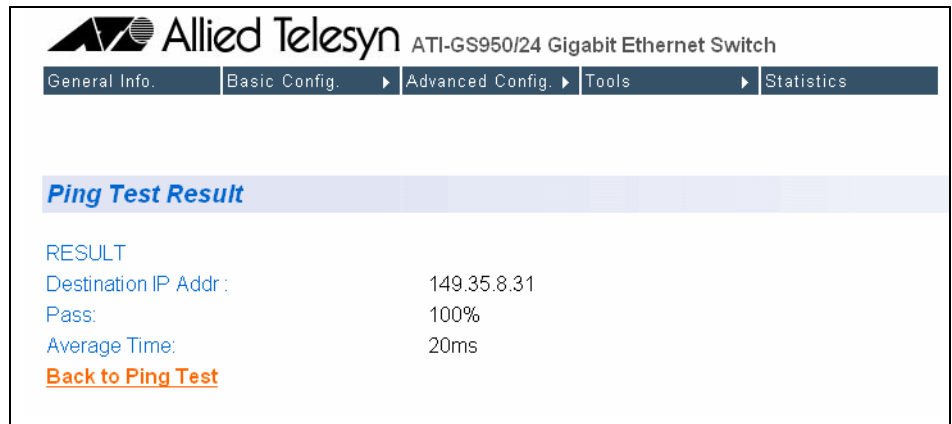 Allied Telesyn ATI-GS950/24 Gigabit Ethernet Switch
General Info. Basic Config. Advanced Config. Tools Statistics
Ping Test Result
RESULT
Destination IP Addr : 149.35.8.31
Pass: 100%
Average Time: 20ms
Back to Ping Test